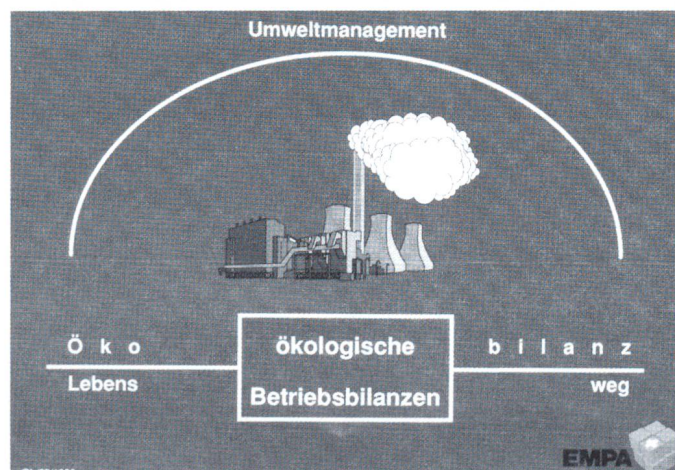 Umweltmanagement
Ö k o ökologische b i l a n z
Lebens Betriebsbilanzen weg
EMPA